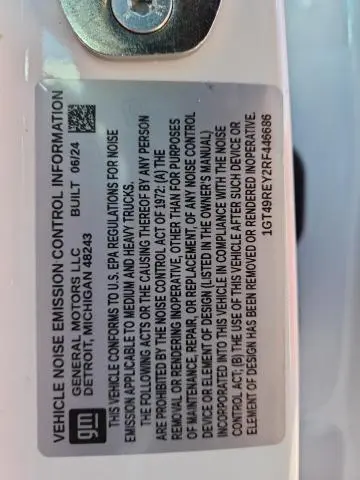 VEHICLE NOISE EMISSION CONTROL INFORMATION
gm
GENERAL MOTORS LLC BUILT 06/24
DETROIT, MICHIGAN 48243
THIS VEHICLE CONFORMS TO U.S. EPA REGULATIONS FOR NOISE
EMISSION APPLICABLE TO MEDIUM AND HEAVY TRUCKS.
THE FOLLOWING ACTS OR THE CAUSING THEREOF BY ANY PERSON
ARE PROHIBITED BY THE NOISE CONTROL ACT OF 1972: (A) THE
REMOVAL OR RENDERING INOPERATIVE, OTHER THAN FOR PURPOSES
OF MAINTENANCE, REPAIR, OR REPLACEMENT, OF ANY NOISE CONTROL
DEVICE OR ELEMENT OF DESIGN (LISTED IN THE OWNER'S MANUAL)
INCORPORATED INTO THIS VEHICLE IN COMPLIANCE WITH THE NOISE
CONTROL ACT; (B) THE USE OF THIS VEHICLE AFTER SUCH DEVICE OR
ELEMENT OF DESIGN HAS BEEN REMOVED OR RENDERED INOPERATIVE.
1GT49REY2RF446686